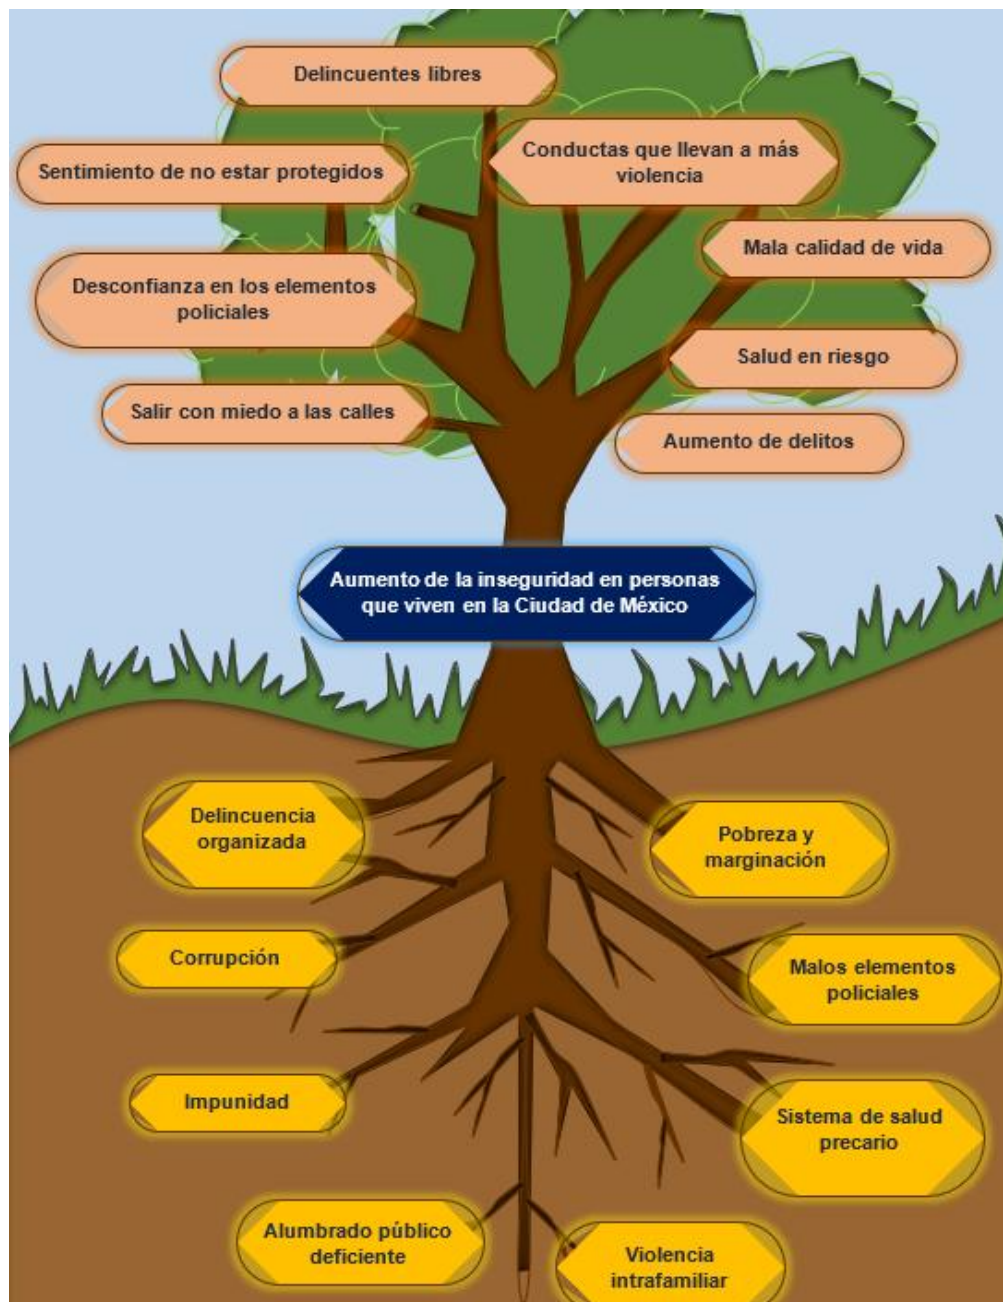 Delincuentes libres
Conductas que llevan a más
violencia
Sentimiento de no estar protegidos
Mala calidad de vida
Desconfianza en los elementos
policiales
Salud en riesgo
Salir con miedo a las calles
Aumento de delitos
Aumento de la inseguridad en personas
que viven en la Ciudad de México
Delincuencia
organizada
Pobreza y
marginación
Corrupción
Malos elementos
policiales
Impunidad
Sistema de salud
precario
Alumbrado público
deficiente
Violencia
intrafamiliar